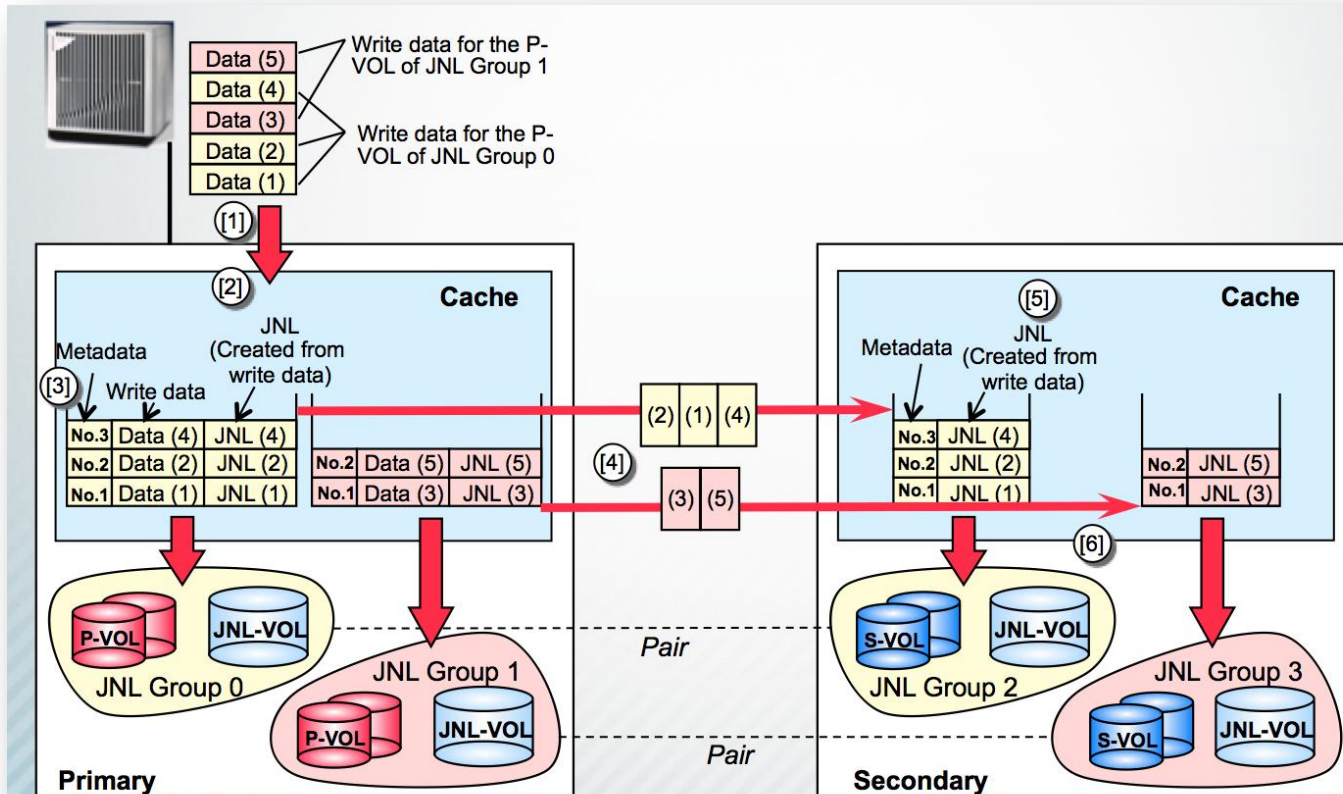 Data (5)
Data (4)
Data (3)
Data (2)
Data (1)
Write data for the P-
VOL of JNL Group 1
Write data for the P-
VOL of JNL Group 0
[1]
[2]
Cache
JNL
(Created from
write data)
Metadata
[3]
Write data
No.3 Data (4) JNL (4)
No.2 Data (2) JNL (2)
No.1 Data (1) JNL (1)
No.2 Data (5) JNL (5)
No.1 Data (3) JNL (3)
(2) (1) (4)
[4]
(3) (5)
Cache
[5]
JNL
(Created from
write data)
Metadata
No.3 JNL (4)
No.2 JNL (2)
No.1 JNL (1)
No.2 JNL (5)
No.1 JNL (3)
[6]
P-VOL
JNL-VOL
JNL Group 0
JNL Group 1
P-VOL
JNL-VOL
Primary
Pair
Pair
S-VOL
JNL-VOL
JNL Group 2
JNL Group 3
S-VOL
JNL-VOL
Secondary